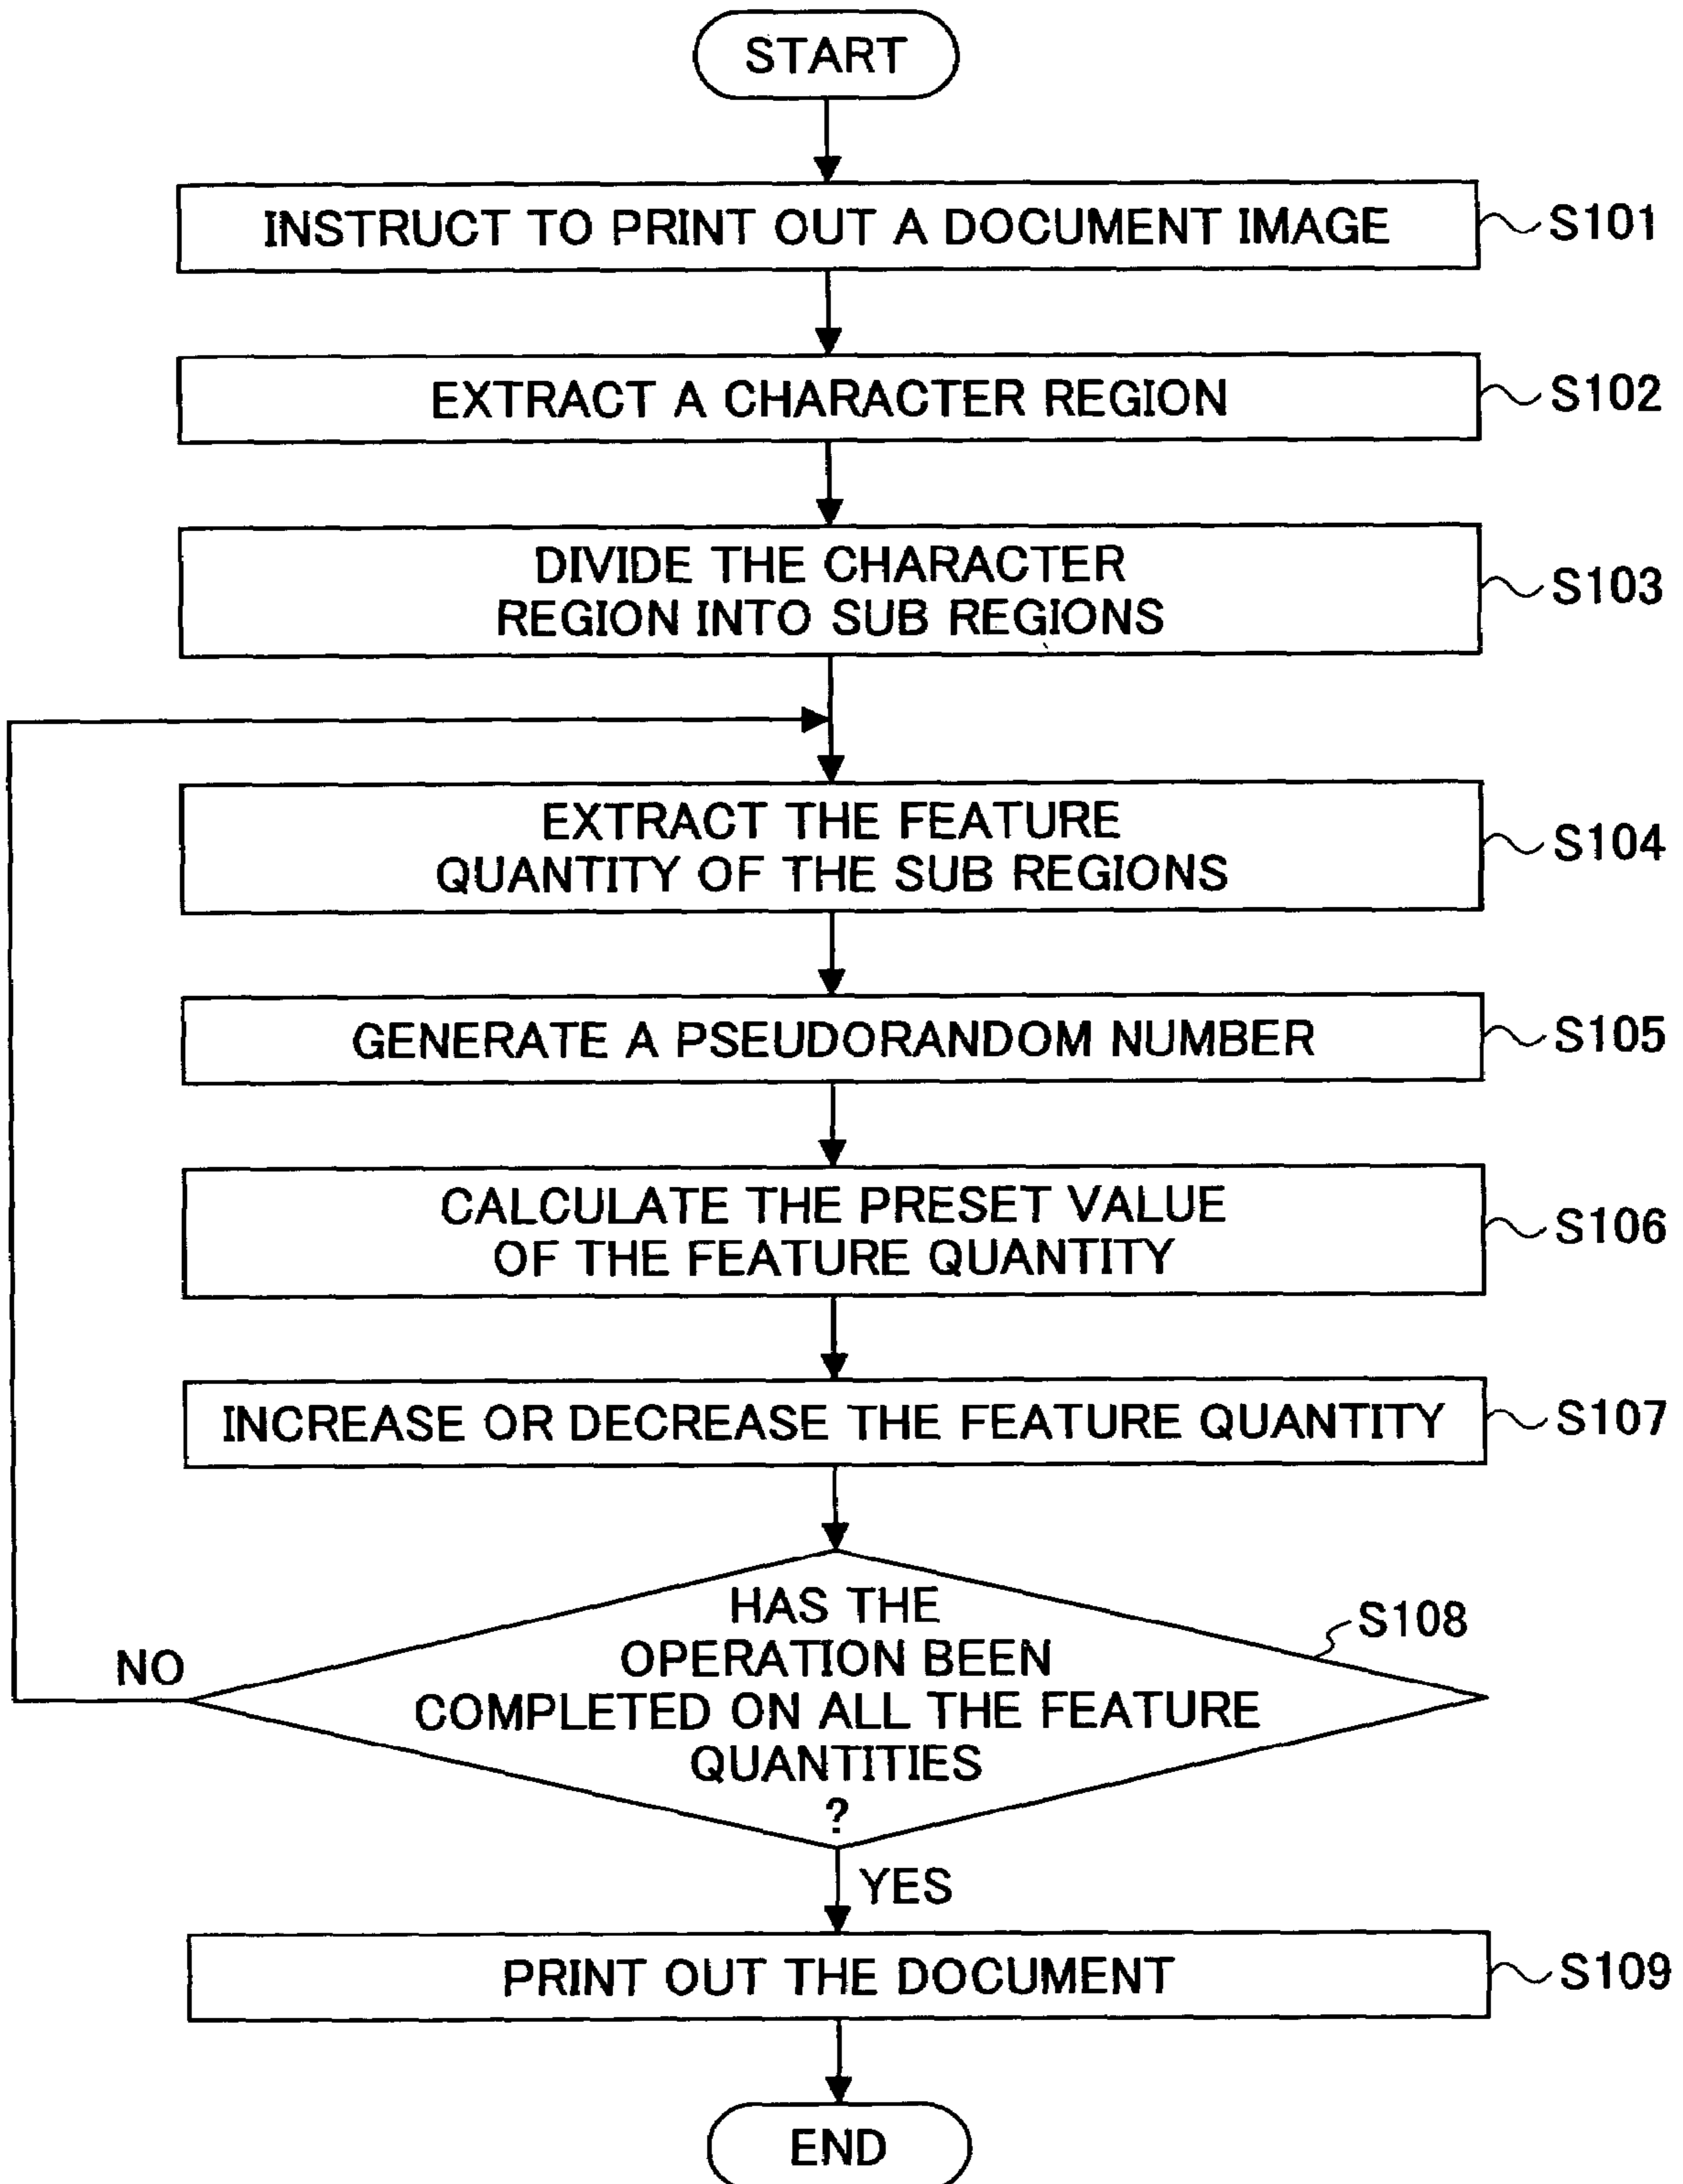 START
INSTRUCT TO PRINT OUT A DOCUMENT IMAGE
S101
EXTRACT A CHARACTER REGION
S102
DIVIDE THE CHARACTER
REGION INTO SUB REGIONS
S103
EXTRACT THE FEATURE
QUANTITY OF THE SUB REGIONS
S104
GENERATE A PSEUDORANDOM NUMBER
S105
CALCULATE THE PRESET VALUE
OF THE FEATURE QUANTITY
S106
INCREASE OR DECREASE THE FEATURE QUANTITY
S107
HAS THE
OPERATION BEEN
COMPLETED ON ALL THE FEATURE
QUANTITIES
?
S108
NO
YES
PRINT OUT THE DOCUMENT
S109
END